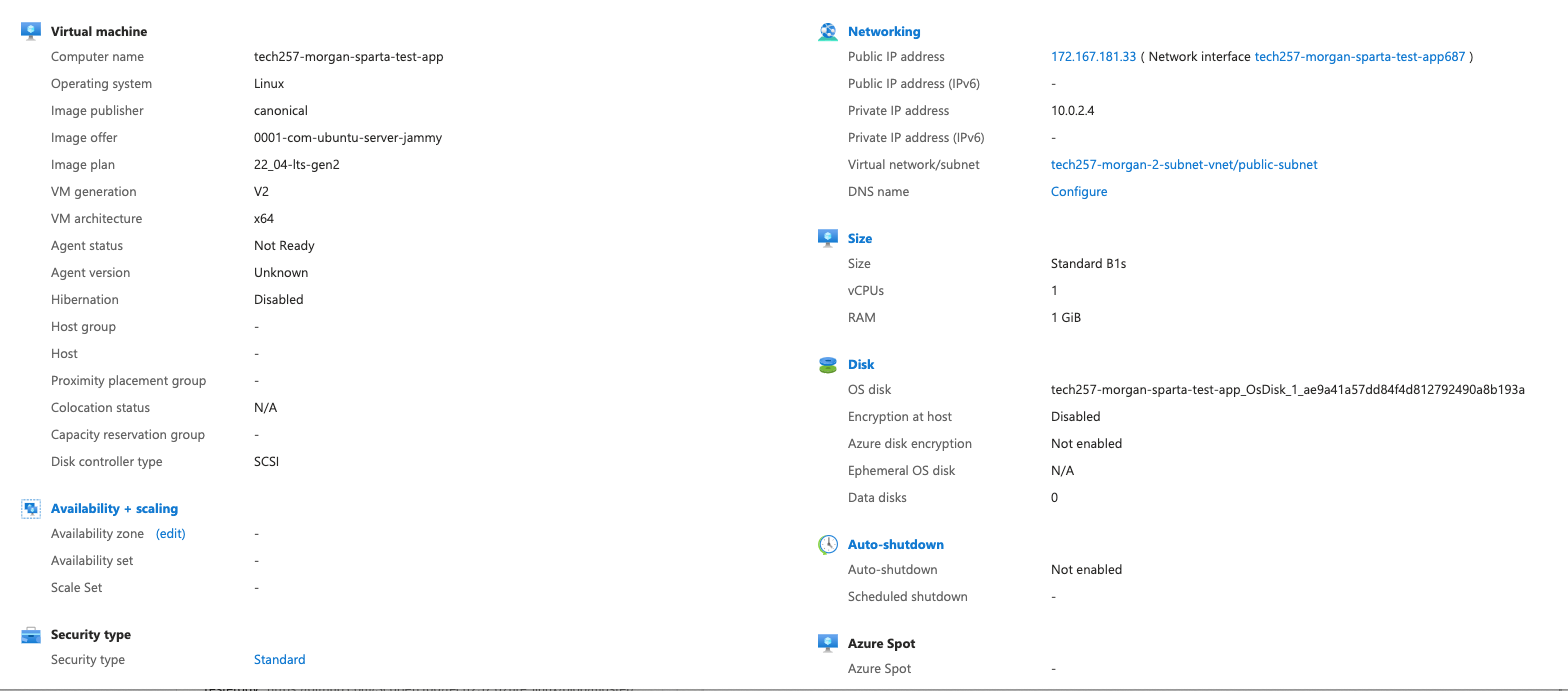 Virtual machine
Computer name tech257-morgan-sparta-test-app
Operating system Linux
Image publisher canonical
Image offer 0001-com-ubuntu-server-jammy
Image plan 22_04-lts-gen2
VM generation V2
VM architecture x64
Agent status Not Ready
Agent version Unknown
Hibernation Disabled
Host group -
Host -
Proximity placement group -
Colocation status N/A
Capacity reservation group -
Disk controller type SCSI
Availability + scaling
Availability zone (edit) -
Availability set -
Scale Set -
Security type
Security type Standard
Networking
Public IP address 172.167.181.33 ( Network interface tech257-morgan-sparta-test-app687 )
Public IP address (IPv6) -
Private IP address 10.0.2.4
Private IP address (IPv6) -
Virtual network/subnet tech257-morgan-2-subnet-vnet/public-subnet
DNS name Configure
Size
Size Standard B1s
vCPUs 1
RAM 1 GiB
Disk
OS disk tech257-morgan-sparta-test-app_OsDisk_1_ae9a41a57dd84f4d812792490a8b193a
Encryption at host Disabled
Azure disk encryption Not enabled
Ephemeral OS disk N/A
Data disks 0
Auto-shutdown
Auto-shutdown Not enabled
Scheduled shutdown -
Azure Spot
Azure Spot -